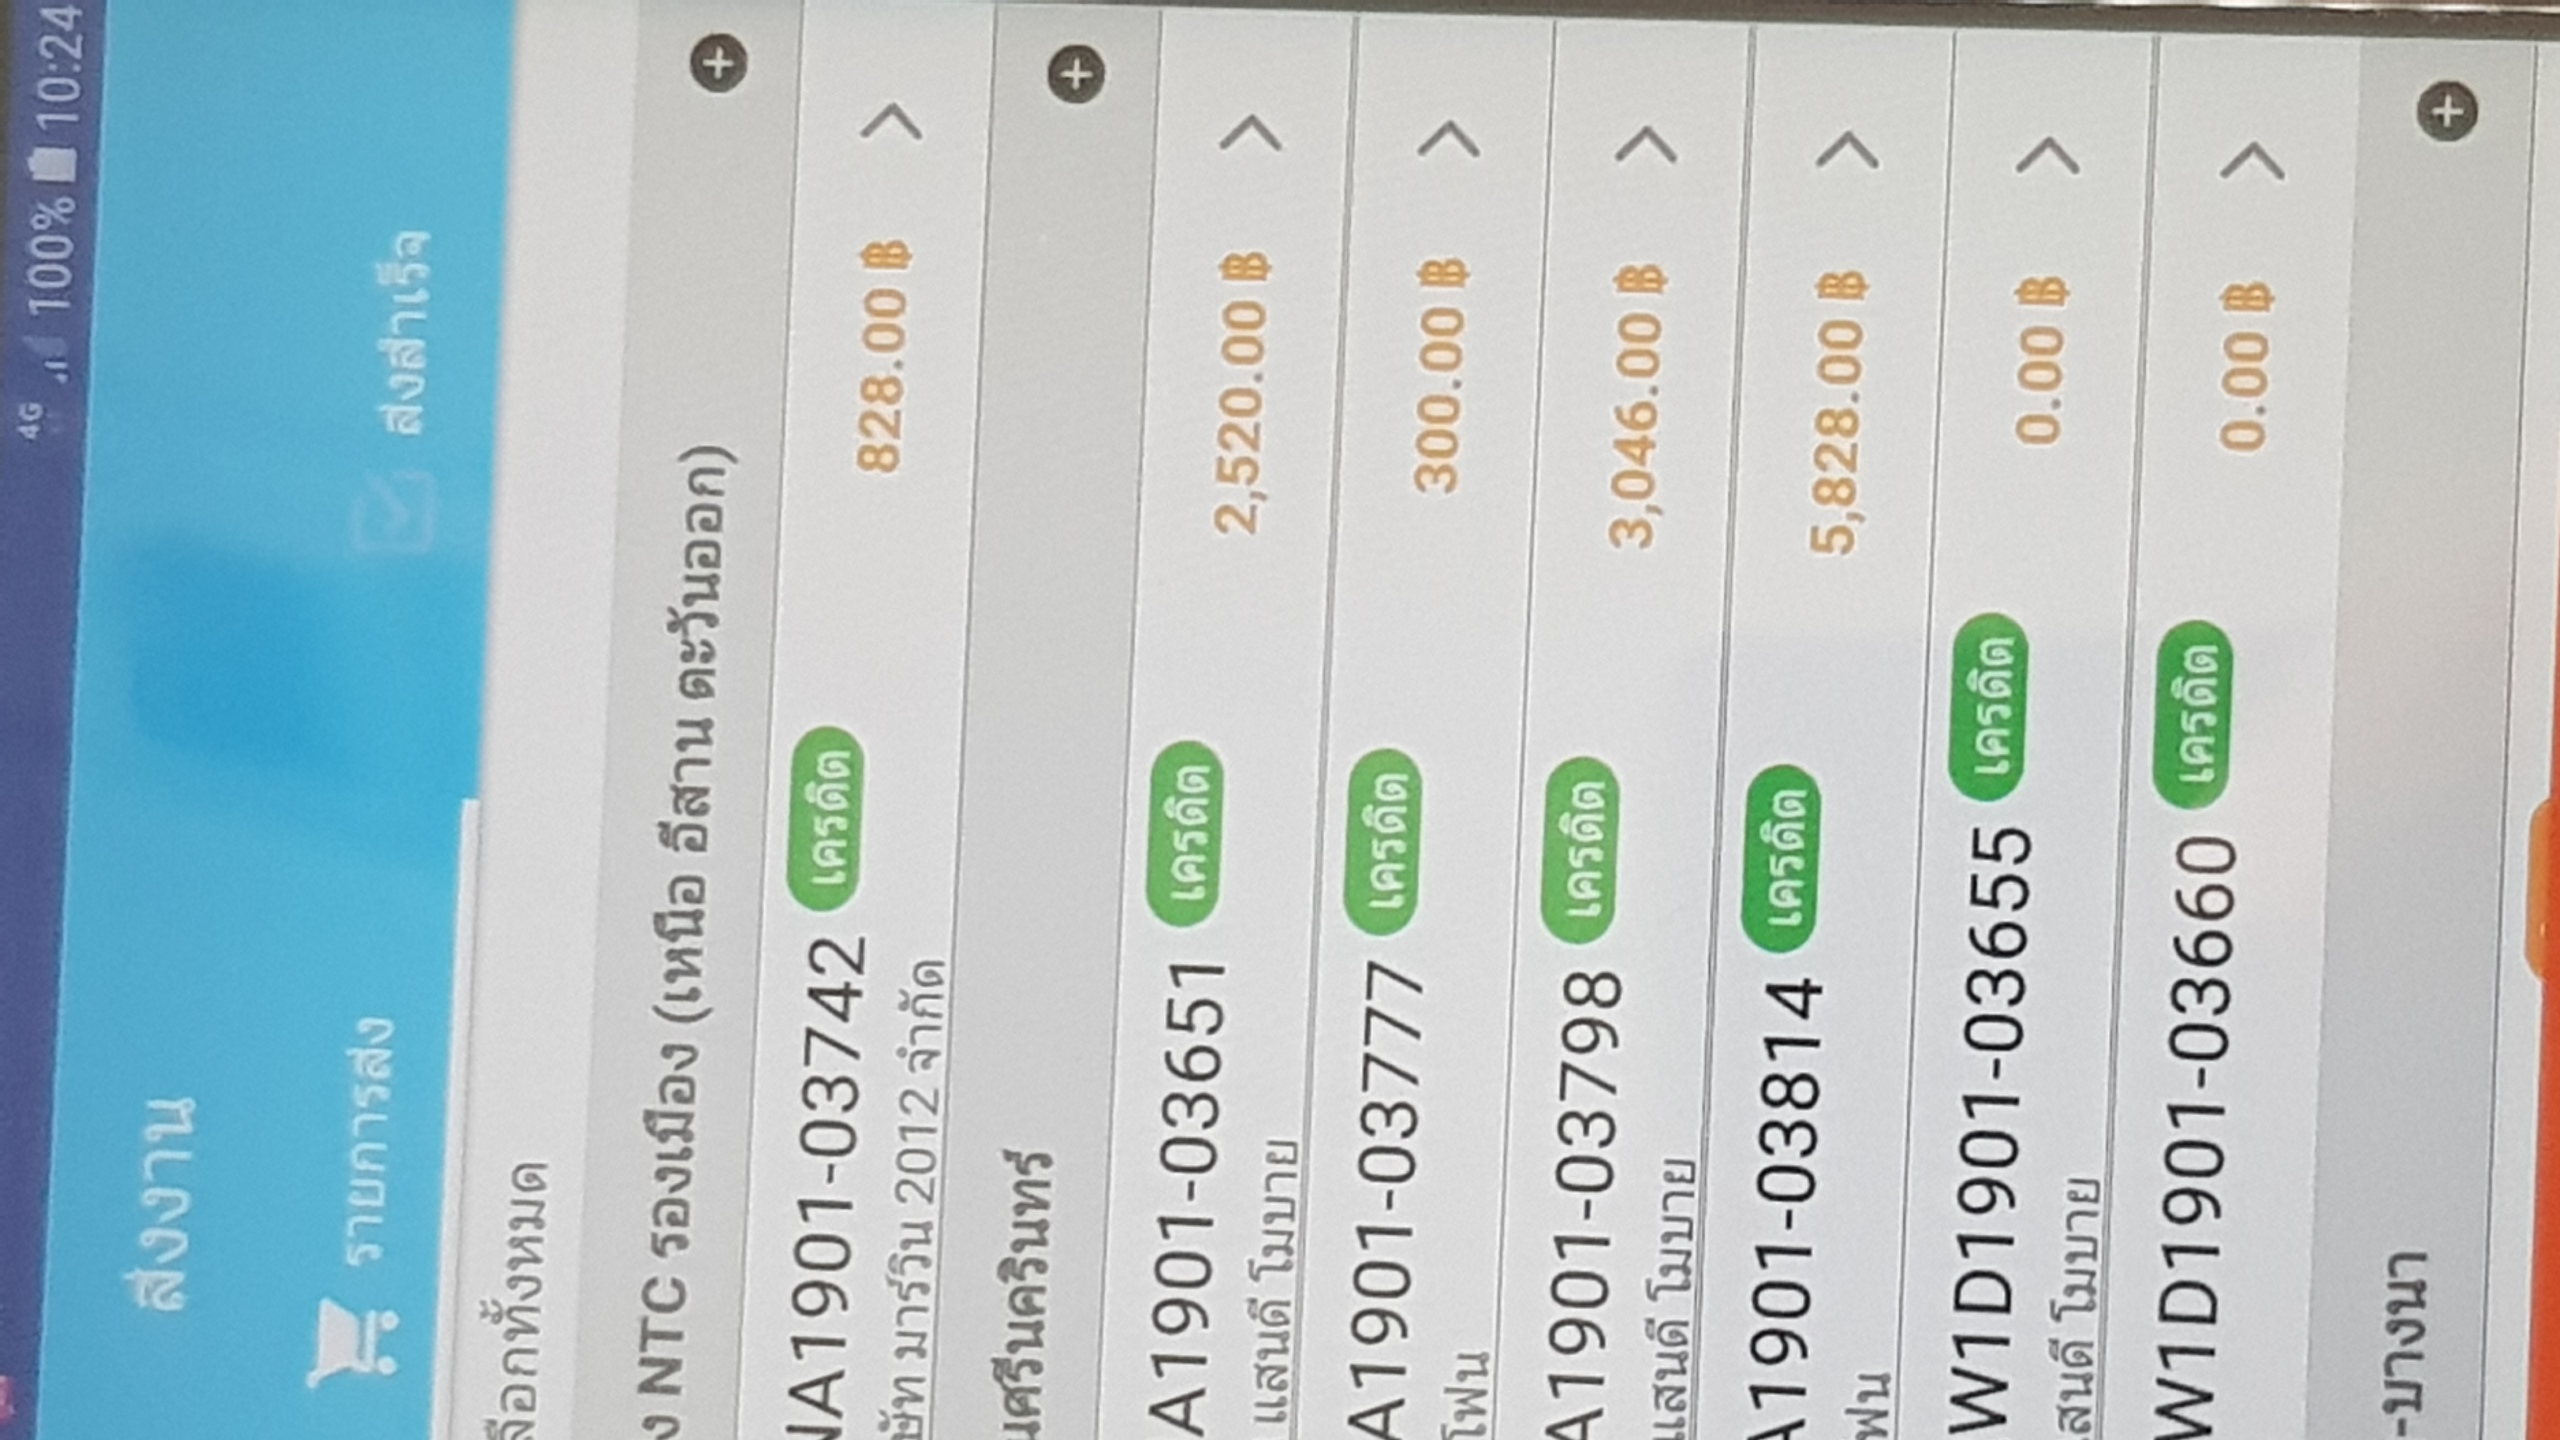 4G 100% 10:24
ส่งงาน
รายการส่ง
ส่งสำเร็จ
ลือกทั้งหมด
ง NTC รองเมือง (เหนือ อีสาน ตะวันออก)
A1901-03742 เครดิต
828.00 ฿
ษัท มาร์วิน 2012 จำกัด
นศรีนครินทร์
A1901-03651 เครดิต
2,520.00 ฿
แสนดี โมบาย
A1901-03777 เครดิต
300.00 ฿
โฟน
A1901-03798 เครดิต
3,046.00 ฿
แสนดี โมบาย
A1901-03814 เครดิต
5,828.00 ฿
ฟน
W1D1901-03655 เครดิต
0.00 ฿
สนดี โมบาย
W1D1901-03660 เครดิต
0.00 ฿
-บางนา